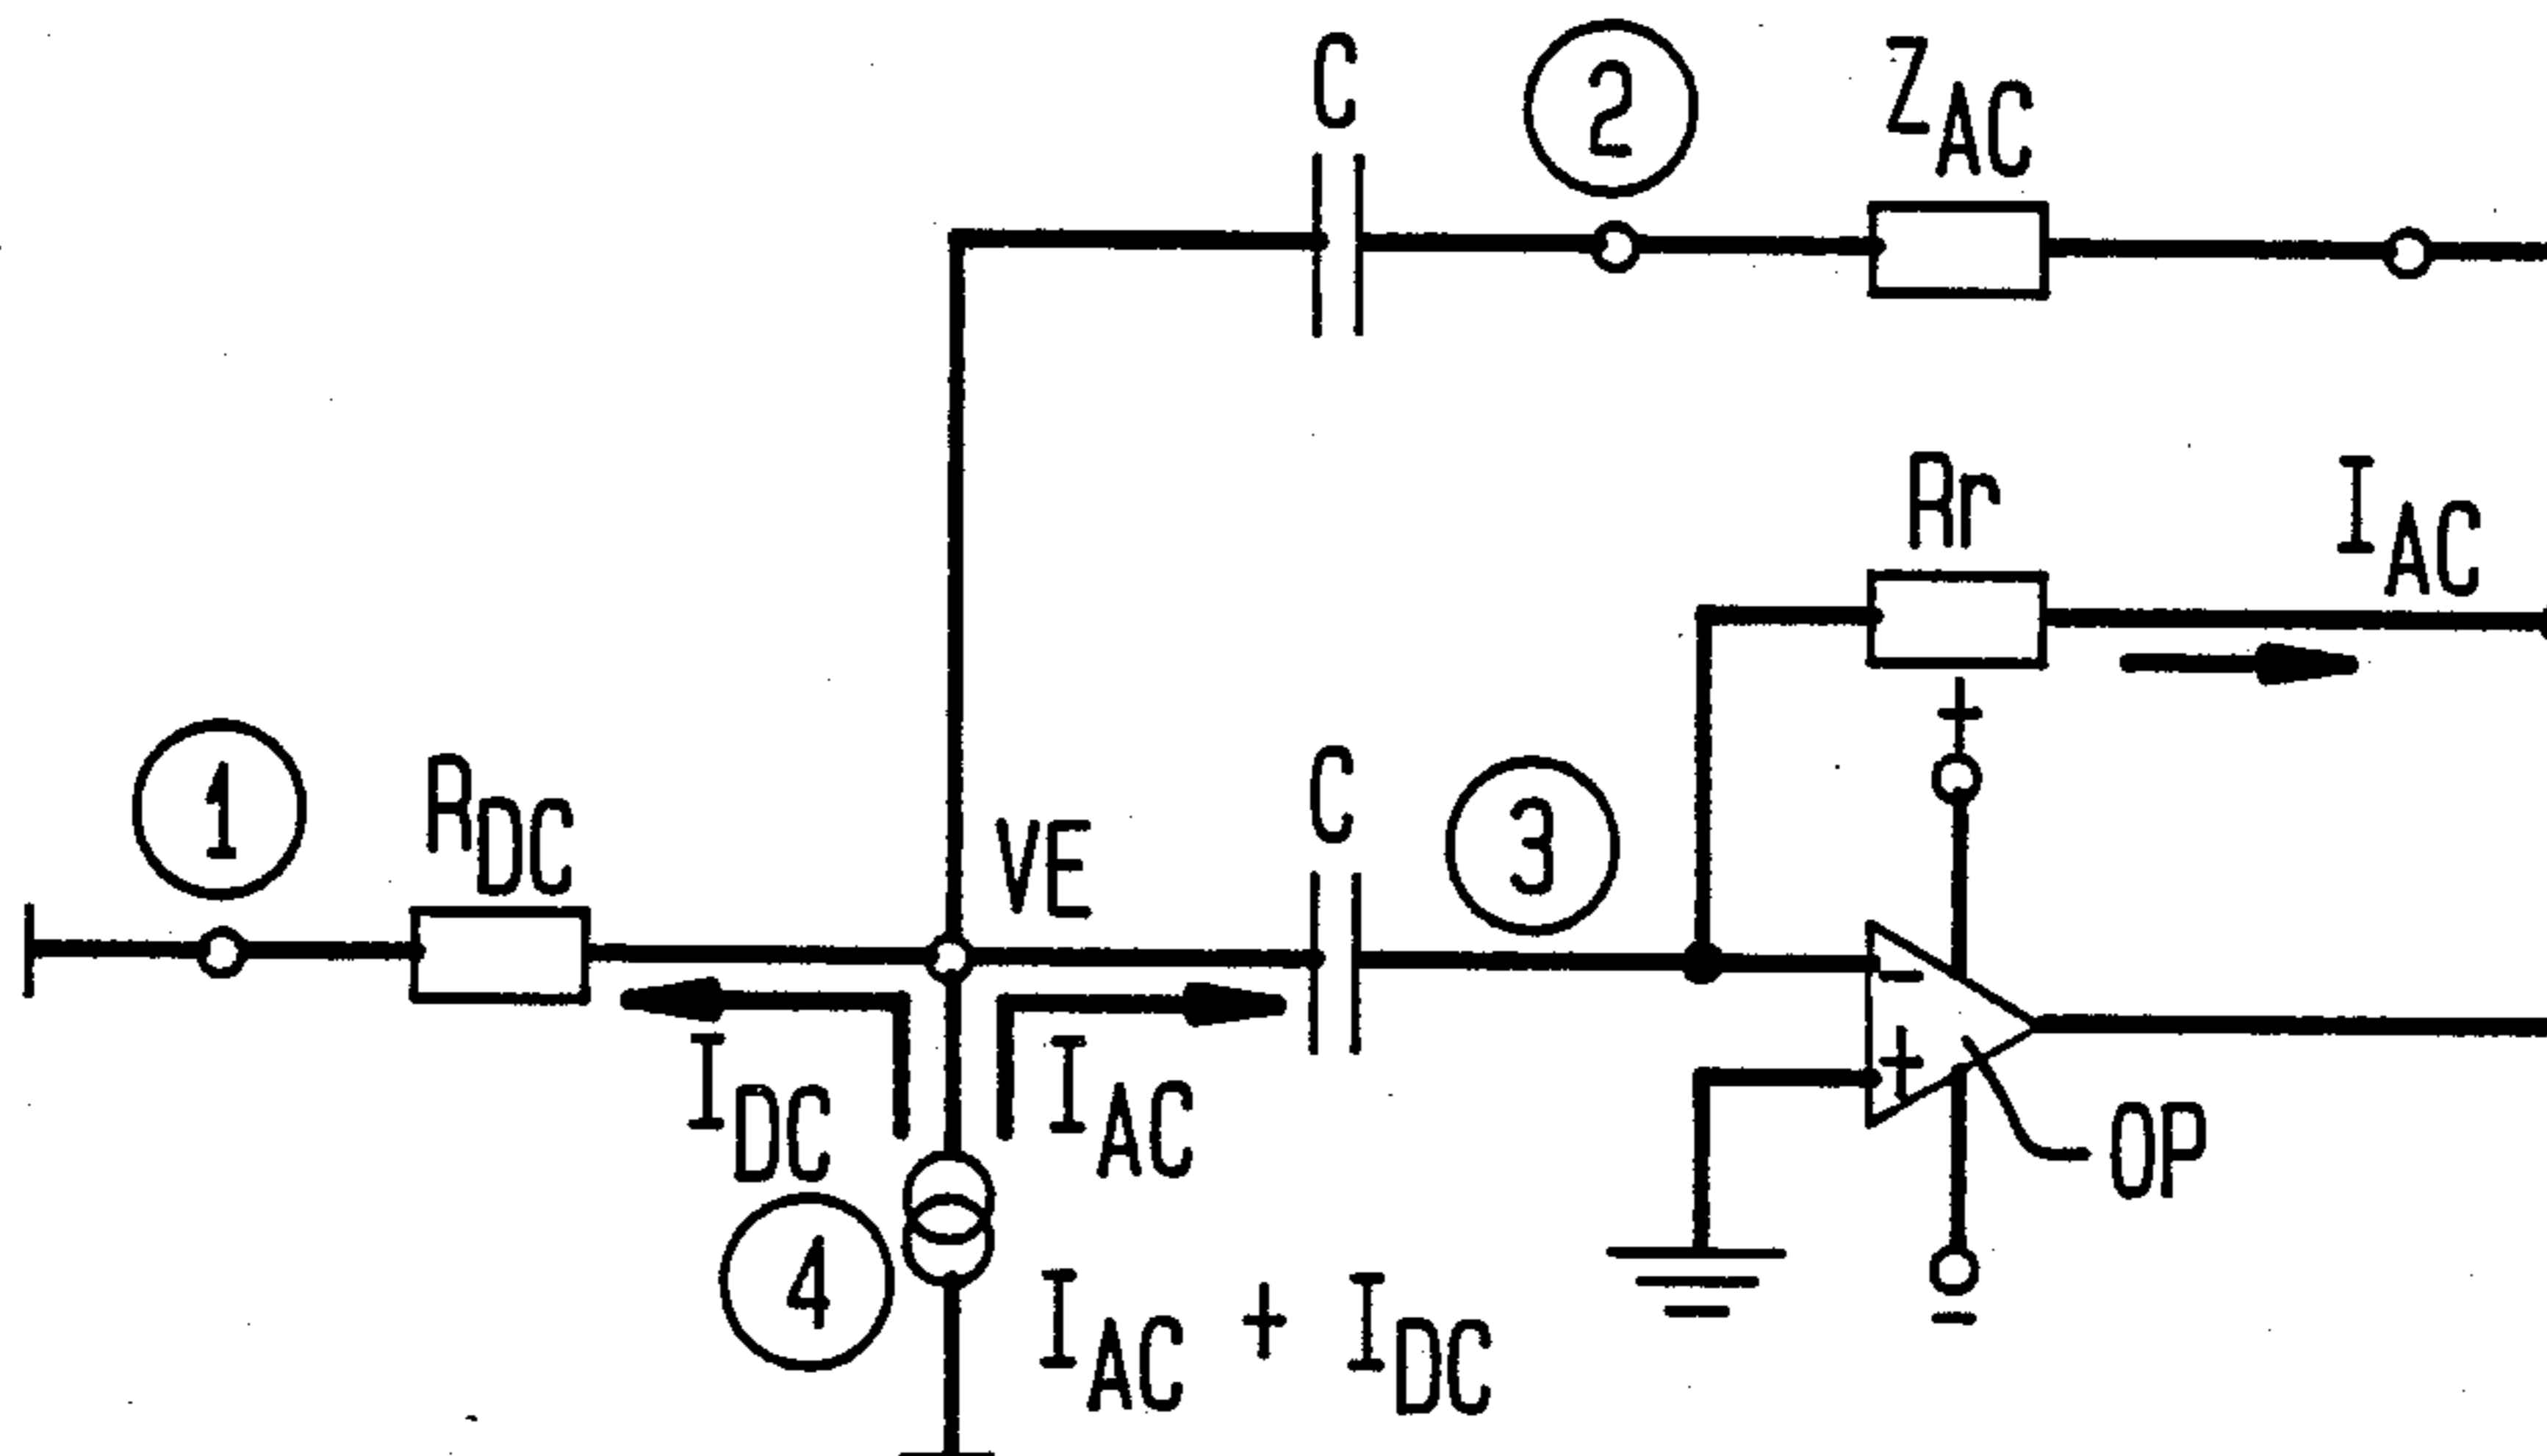 C
2
Z_AC
Rr
I_AC
+
1
R_DC
VE
C
3
-
+
I_DC
I_AC
OP
4
I_AC + I_DC
-